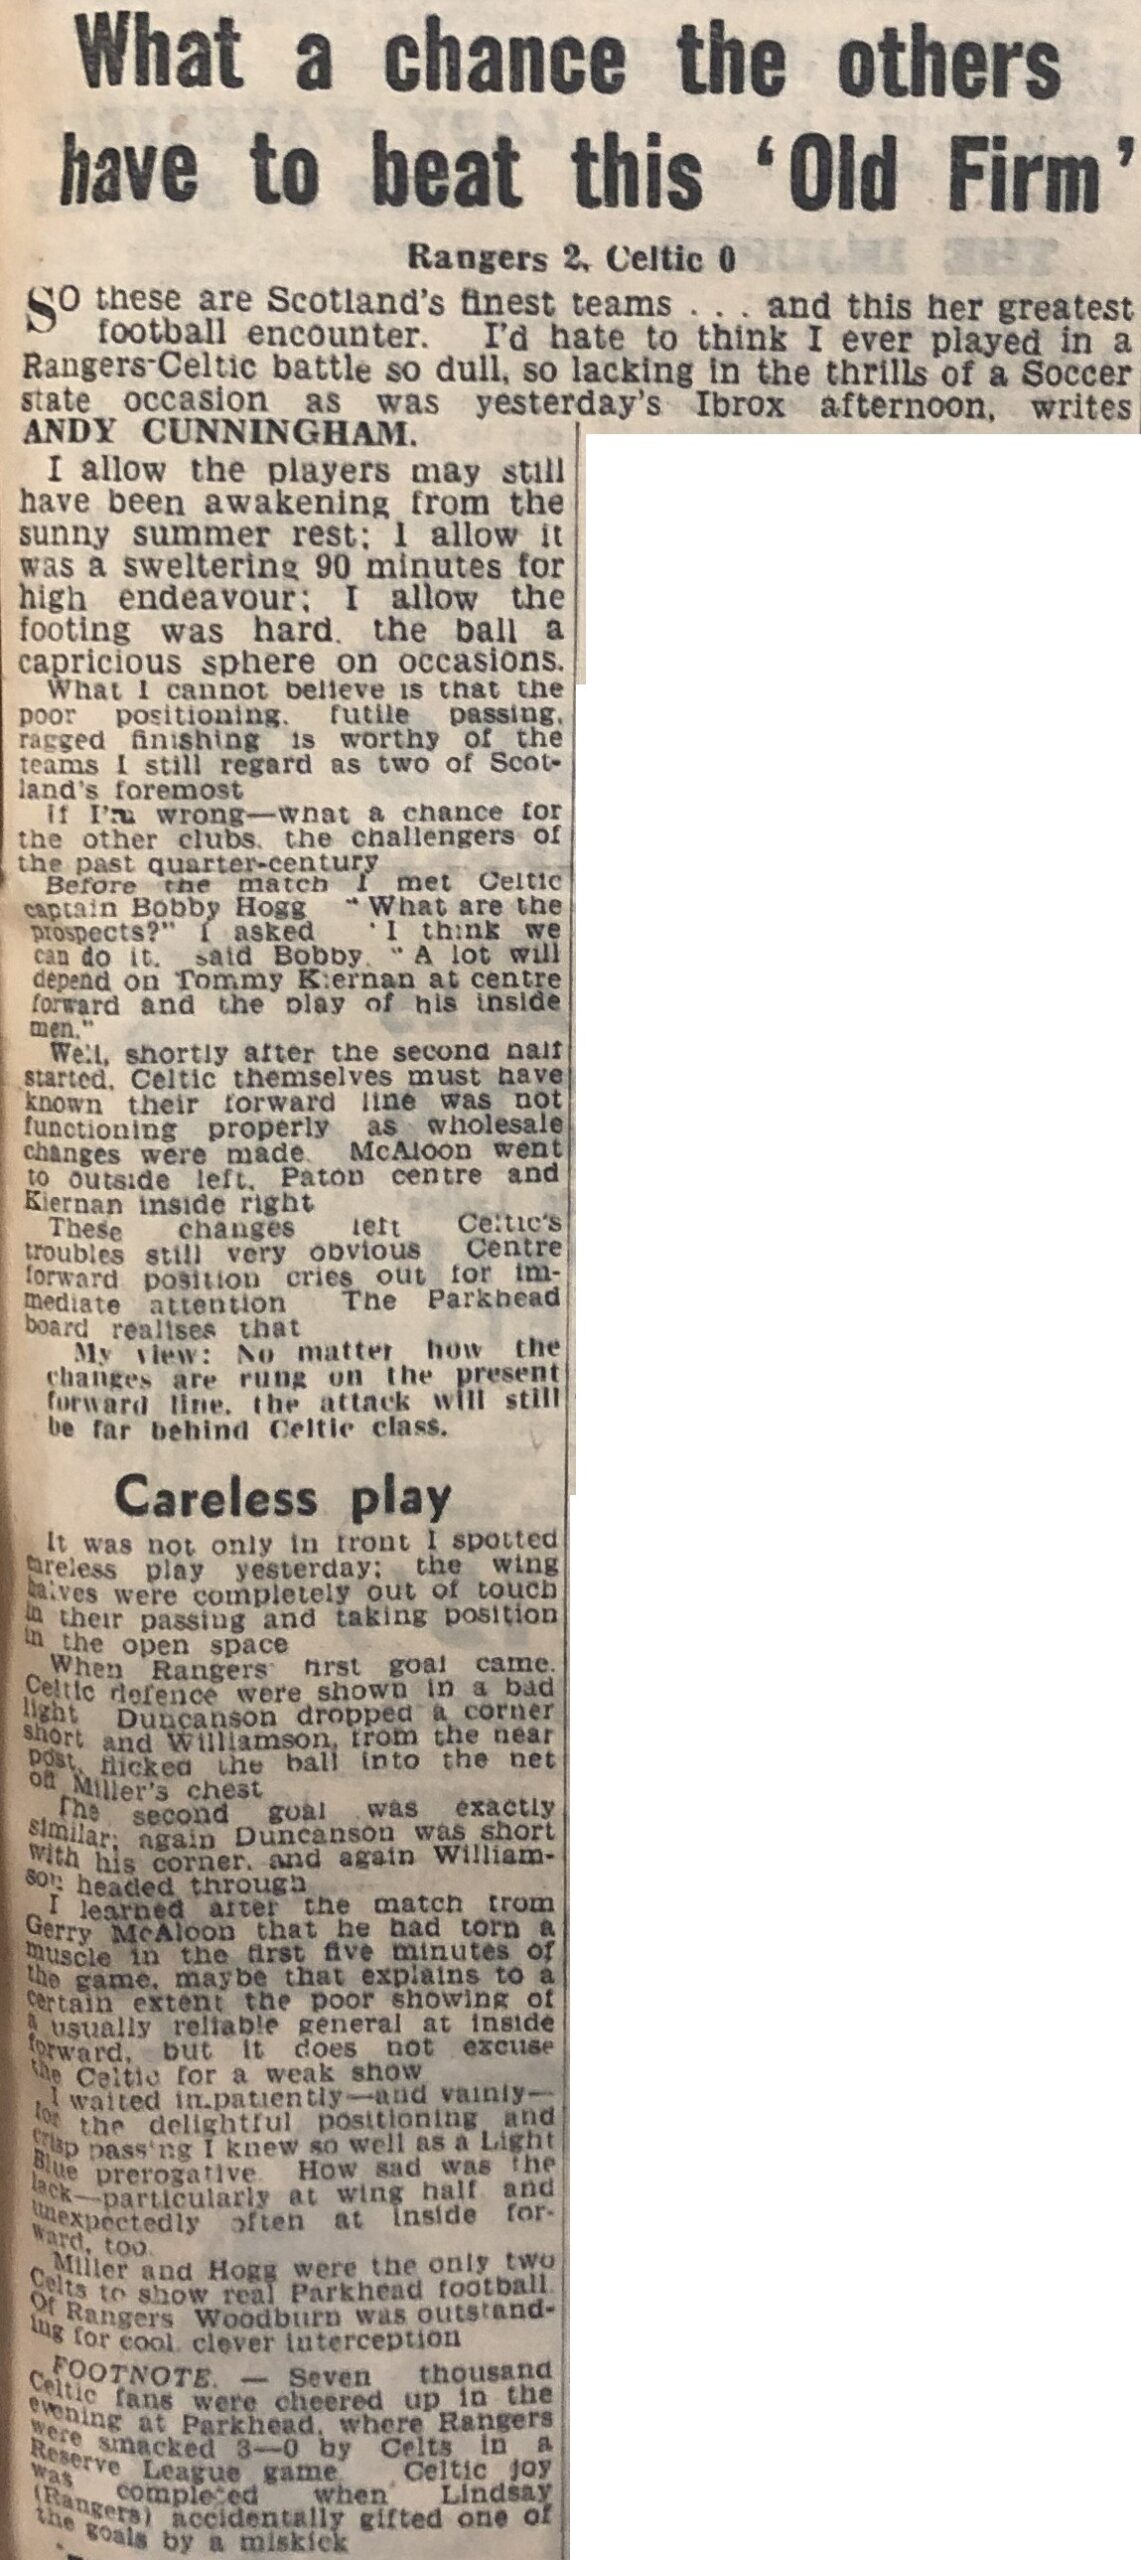 What a chance the others
have to beat this ‘Old Firm’
Rangers 2, Celtic 0
SO these are Scotland's finest teams . . . and this her greatest
football encounter. I'd hate to think I ever played in a
Rangers-Celtic battle so dull, so lacking in the thrills of a Soccer
state occasion as was yesterday's Ibrox afternoon, writes
ANDY CUNNINGHAM.
I allow the players may still
have been awakening from the
sunny summer rest; I allow it
was a sweltering 90 minutes for
high endeavour; I allow the
footing was hard, the ball a
capricious sphere on occasions.
What I cannot believe is that the
poor positioning, futile passing,
ragged finishing is worthy of the
teams I still regard as two of Scot-
land's foremost
If I'm wrong—what a chance for
the other clubs, the challengers of
the past quarter-century
Before the match I met Celtic
captain Bobby Hogg "What are the
prospects?" I asked 'I think we
can do it, said Bobby. "A lot will
depend on Tommy Kiernan at centre
forward and the play of his inside
men."
Well, shortly after the second half
started, Celtic themselves must have
known their forward line was not
functioning properly as wholesale
changes were made. McAloon went
to outside left, Paton centre and
Kiernan inside right
These changes left Celtic's
troubles still very obvious Centre
forward position cries out for im-
mediate attention The Parkhead
board realises that
My view: No matter how the
changes are rung on the present
forward line, the attack will still
be far behind Celtic class.
Careless play
It was not only in front I spotted
careless play yesterday; the wing
halves were completely out of touch
in their passing and taking position
in the open space
When Rangers' first goal came,
Celtic defence were shown in a bad
light Duncanson dropped a corner
short and Williamson, from the near
post, flicked the ball into the net
off Miller's chest
The second goal was exactly
similar; again Duncanson was short
with his corner, and again William-
son headed through
I learned after the match from
Gerry McAloon that he had torn a
muscle in the first five minutes of
the game, maybe that explains to a
certain extent the poor showing of
a usually reliable general at inside
forward, but it does not excuse
the Celtic for a weak show
I waited impatiently—and vainly—
for the delightful positioning and
crisp passing I knew so well as a Light
Blue prerogative. How sad was the
lack—particularly at wing half and
unexpectedly often at inside for-
ward, too.
Miller and Hogg were the only two
Celts to show real Parkhead football.
Of Rangers Woodburn was outstand-
ing for cool, clever interception
FOOTNOTE. — Seven thousand
Celtic fans were cheered up in the
evening at Parkhead, where Rangers
were smacked 3—0 by Celts in a
Reserve League game. Celtic joy
was completed when Lindsay
(Rangers) accidentally gifted one of
the goals by a miskick